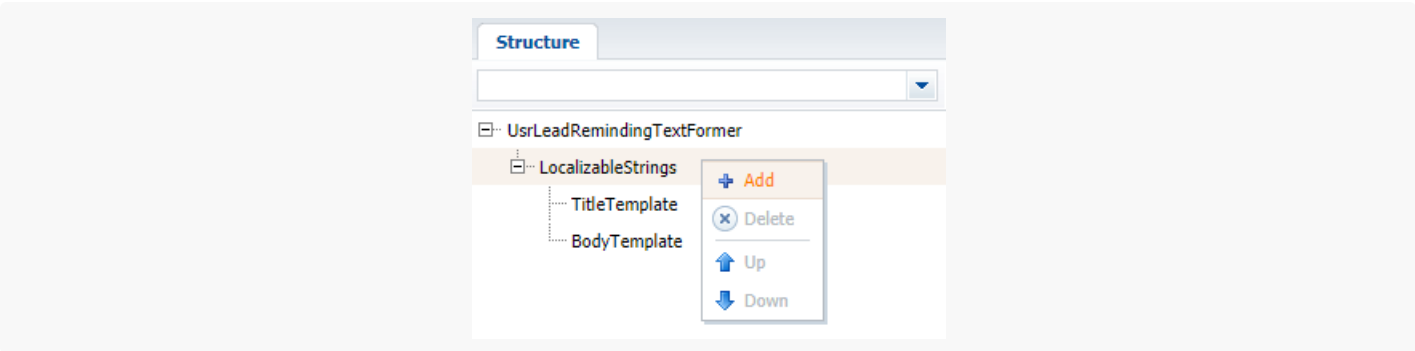 Structure
UsrLeadRemindingTextFormer
LocalizableStrings
Add
TitleTemplate
Delete
BodyTemplate
Up
Down